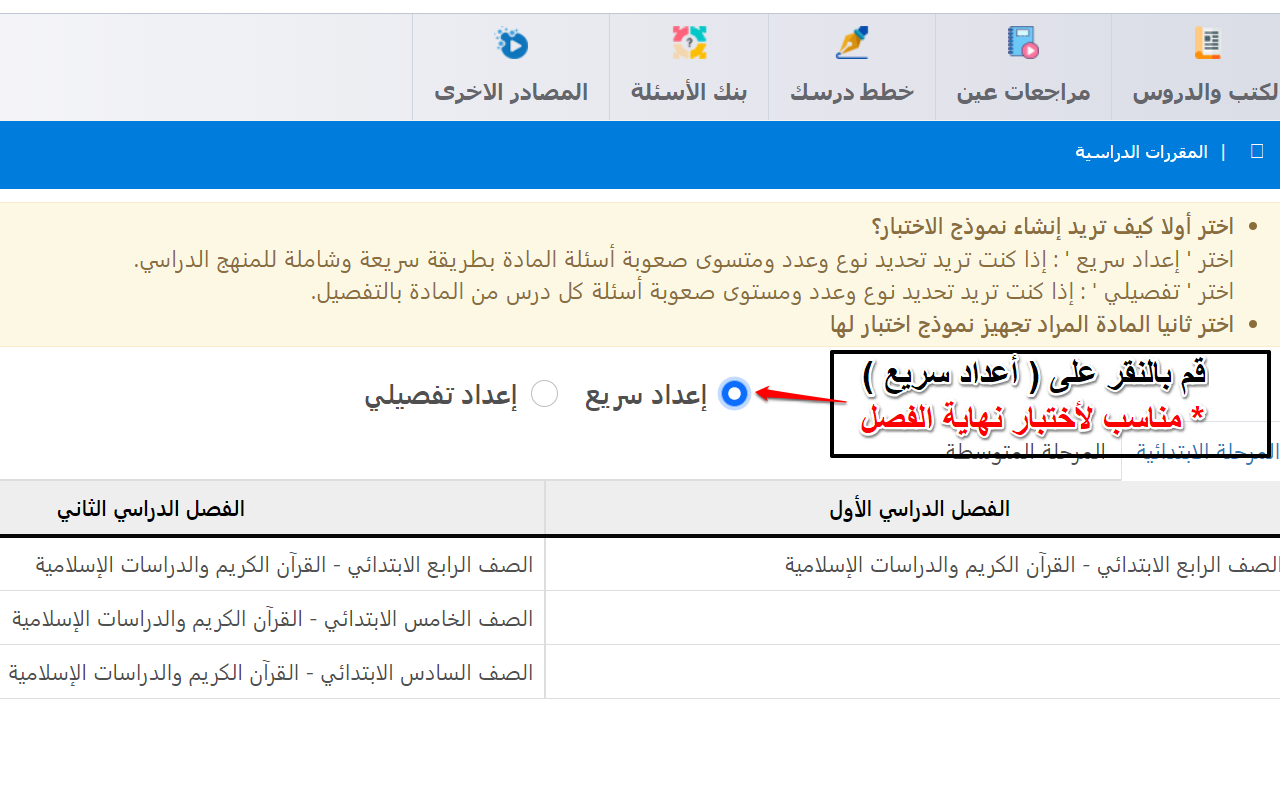 لكتب والدروس
مراجعات عين
خطط درسك
بنك الأسئلة
المصادر الاخرى
| المقررات الدراسية
• اختر أولا كيف تريد إنشاء نموذج الاختبار؟
اختر ' إعداد سريع ' : إذا كنت تريد تحديد نوع وعدد ومتسوى صعوبة أسئلة المادة بطريقة سريعة وشاملة للمنهج الدراسي.
اختر ' تفصيلي ' : إذا كنت تريد تحديد نوع وعدد ومستوى صعوبة أسئلة كل درس من المادة بالتفصيل.
• اختر ثانيا المادة المراد تجهيز نموذج اختبار لها
قم بالنقر على ( أعداد سريع )
* مناسب لأختبار نهاية الفصل
إعداد سريع
إعداد تفصيلي
المرحلة الابتدائية
المرحلة المتوسطة
الفصل الدراسي الأول
الفصل الدراسي الثاني
الصف الرابع الابتدائي - القرآن الكريم والدراسات الإسلامية
الصف الرابع الابتدائي - القرآن الكريم والدراسات الإسلامية
الصف الخامس الابتدائي - القرآن الكريم والدراسات الإسلامية
الصف السادس الابتدائي - القرآن الكريم والدراسات الإسلامية